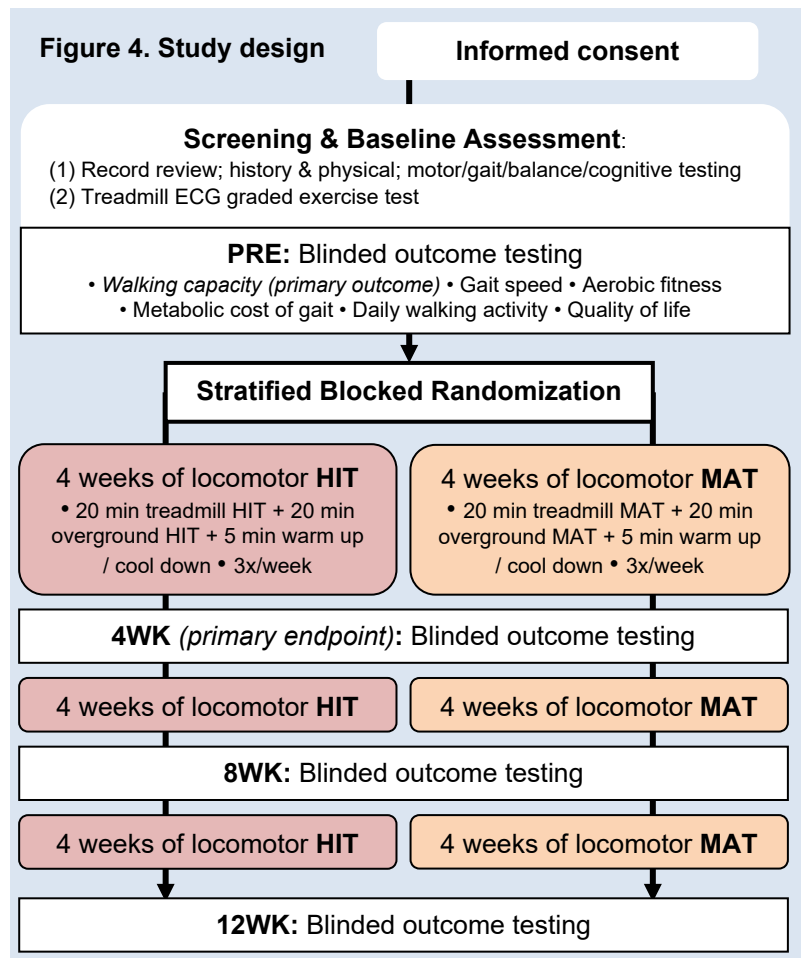 Figure 4. Study design
Informed consent
Screening & Baseline Assessment:
(1) Record review; history & physical; motor/gait/balance/cognitive testing
(2) Treadmill ECG graded exercise test
PRE: Blinded outcome testing
• Walking capacity (primary outcome) • Gait speed • Aerobic fitness
• Metabolic cost of gait • Daily walking activity • Quality of life
Stratified Blocked Randomization
4 weeks of locomotor HIT
• 20 min treadmill HIT + 20 min
overground HIT + 5 min warm up
/ cool down • 3x/week
4 weeks of locomotor MAT
• 20 min treadmill MAT + 20 min
overground MAT + 5 min warm up
/ cool down • 3x/week
4WK (primary endpoint): Blinded outcome testing
4 weeks of locomotor HIT
4 weeks of locomotor MAT
8WK: Blinded outcome testing
4 weeks of locomotor HIT
4 weeks of locomotor MAT
12WK: Blinded outcome testing